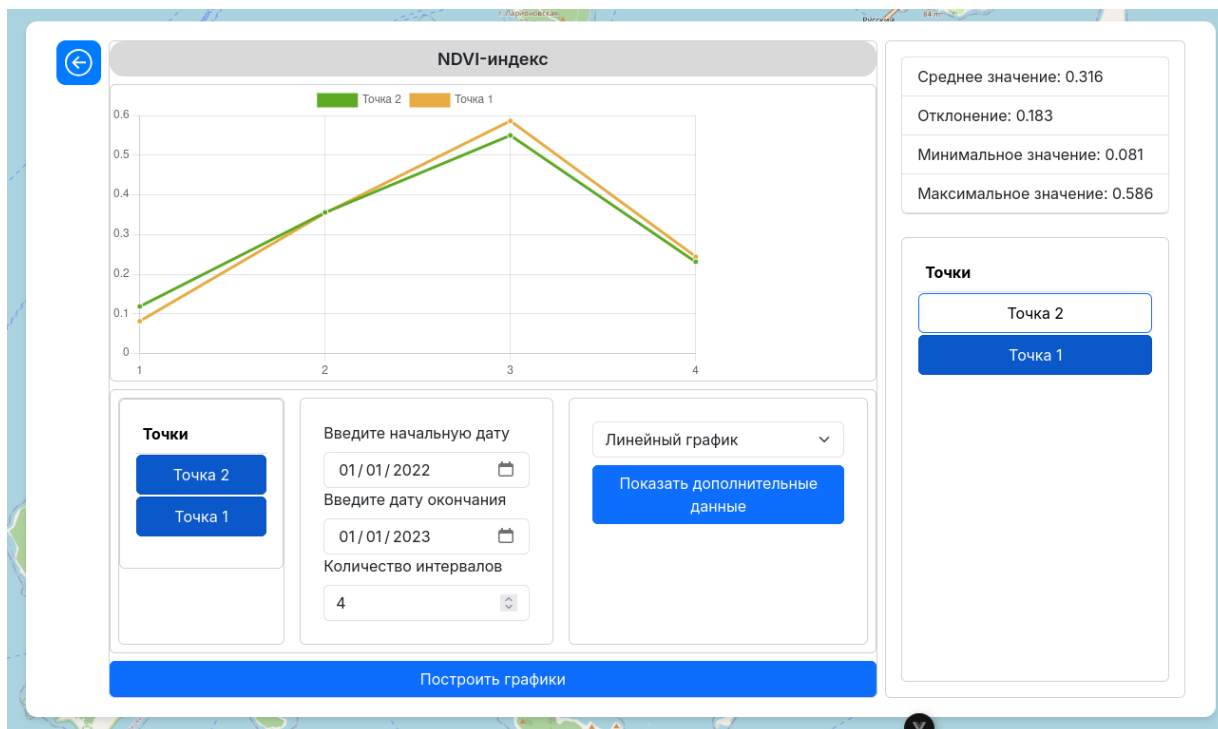 г. Ларионовская
Русский
84 m
NDVI-индекс
Точка 2
Точка 1
0.6
0.5
0.4
0.3
0.2
0.1
0
1
2
3
4
Точки
Точка 2
Точка 1
Введите начальную дату
01/01/2022
Введите дату окончания
01/01/2023
Количество интервалов
4
Линейный график
Показать дополнительные
данные
Построить графики
Среднее значение: 0.316
Отклонение: 0.183
Минимальное значение: 0.081
Максимальное значение: 0.586
Точки
Точка 2
Точка 1